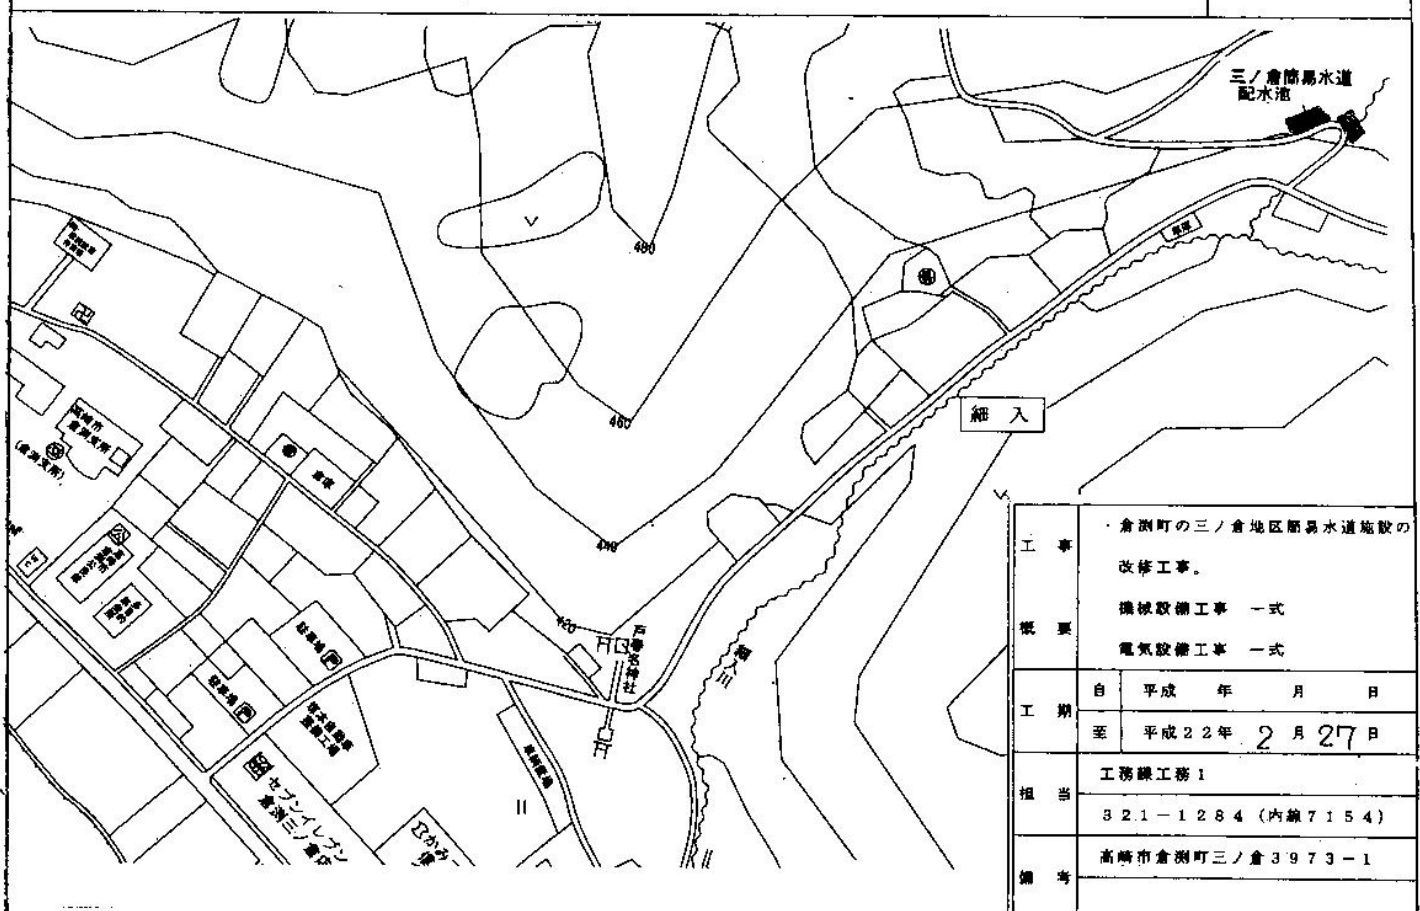 三ノ倉簡易水道
配水池
480
460
440
420
細 入
細入川
戸春名神社
倉庫
高崎市
倉渕支所
(倉渕支所)
駐車場
駐車場
セブンイレブン
倉渕三ノ倉店
工 事
概 要
・倉渕町の三ノ倉地区簡易水道施設の
改修工事。
機械設備工事 一式
電気設備工事 一式
工 期
自 平成 年 月 日
至 平成22年 2 月 27 日
担 当
工務課工務1
321-1284 (内線7154)
備 考
高崎市倉渕町三ノ倉3973-1